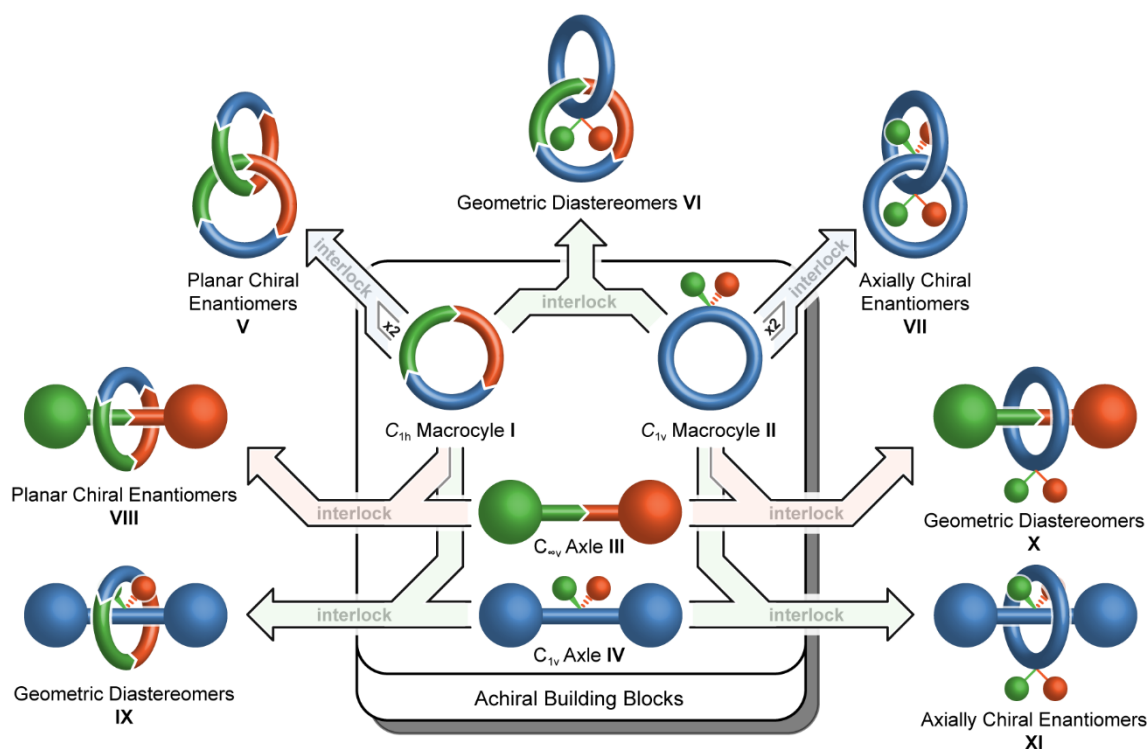 Geometric Diastereomers VI
Planar Chiral
Enantiomers
V
interlock
x2
interlock
interlock
x2
Axially Chiral
Enantiomers
VII
C1h Macrocyle I
C1v Macrocyle II
Planar Chiral Enantiomers
VIII
interlock
C∞v Axle III
interlock
Geometric Diastereomers
X
interlock
C1v Axle IV
interlock
Geometric Diastereomers
IX
Achiral Building Blocks
Axially Chiral Enantiomers
XI